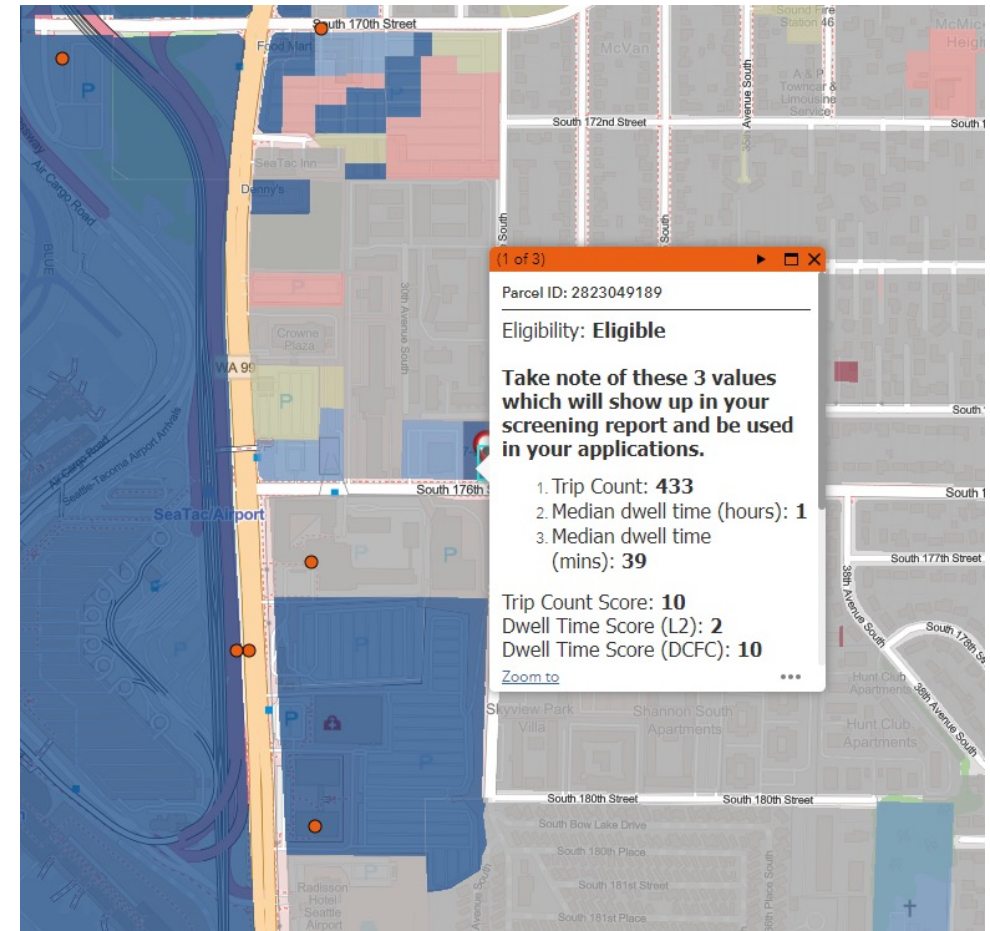 Sound Fire
Station 46
South 170th Street
Food Mart
McVan
McMic
Heigh
P
A & P
Towncar &
Limousine
Service
South 172nd Street
South 1
Air Cargo Road
SeaTac Inn
Denny's
BLUE
(1 of 3)
Parcel ID: 2823049189
Eligibility: Eligible
Take note of these 3 values
which will show up in your
screening report and be used
in your applications.
1. Trip Count: 433
2. Median dwell time (hours): 1
3. Median dwell time
(mins): 39
Trip Count Score: 10
Dwell Time Score (L2): 2
Dwell Time Score (DCFC): 10
Zoom to
P
30th Avenue South
Crowne
Plaza
WA 99
P
South
Air Cargo Road
Seattle-Tacoma Airport Arrivals
South 176th S
South 1
SeaTac/Airport
P
P
South 177th Street
38th Avenue South
South 178th St
P
Hunt Club
Apartments
38th Avenue South
Skyview Park
Villa
Shannon South
Apartments
Hunt Club
Apartments
South 180th Street
South 180th Street
South Bow Lake Drive
South 180th Place
South 181st Street
South 181st Place
Radisson
Hotel
Seattle
Airport